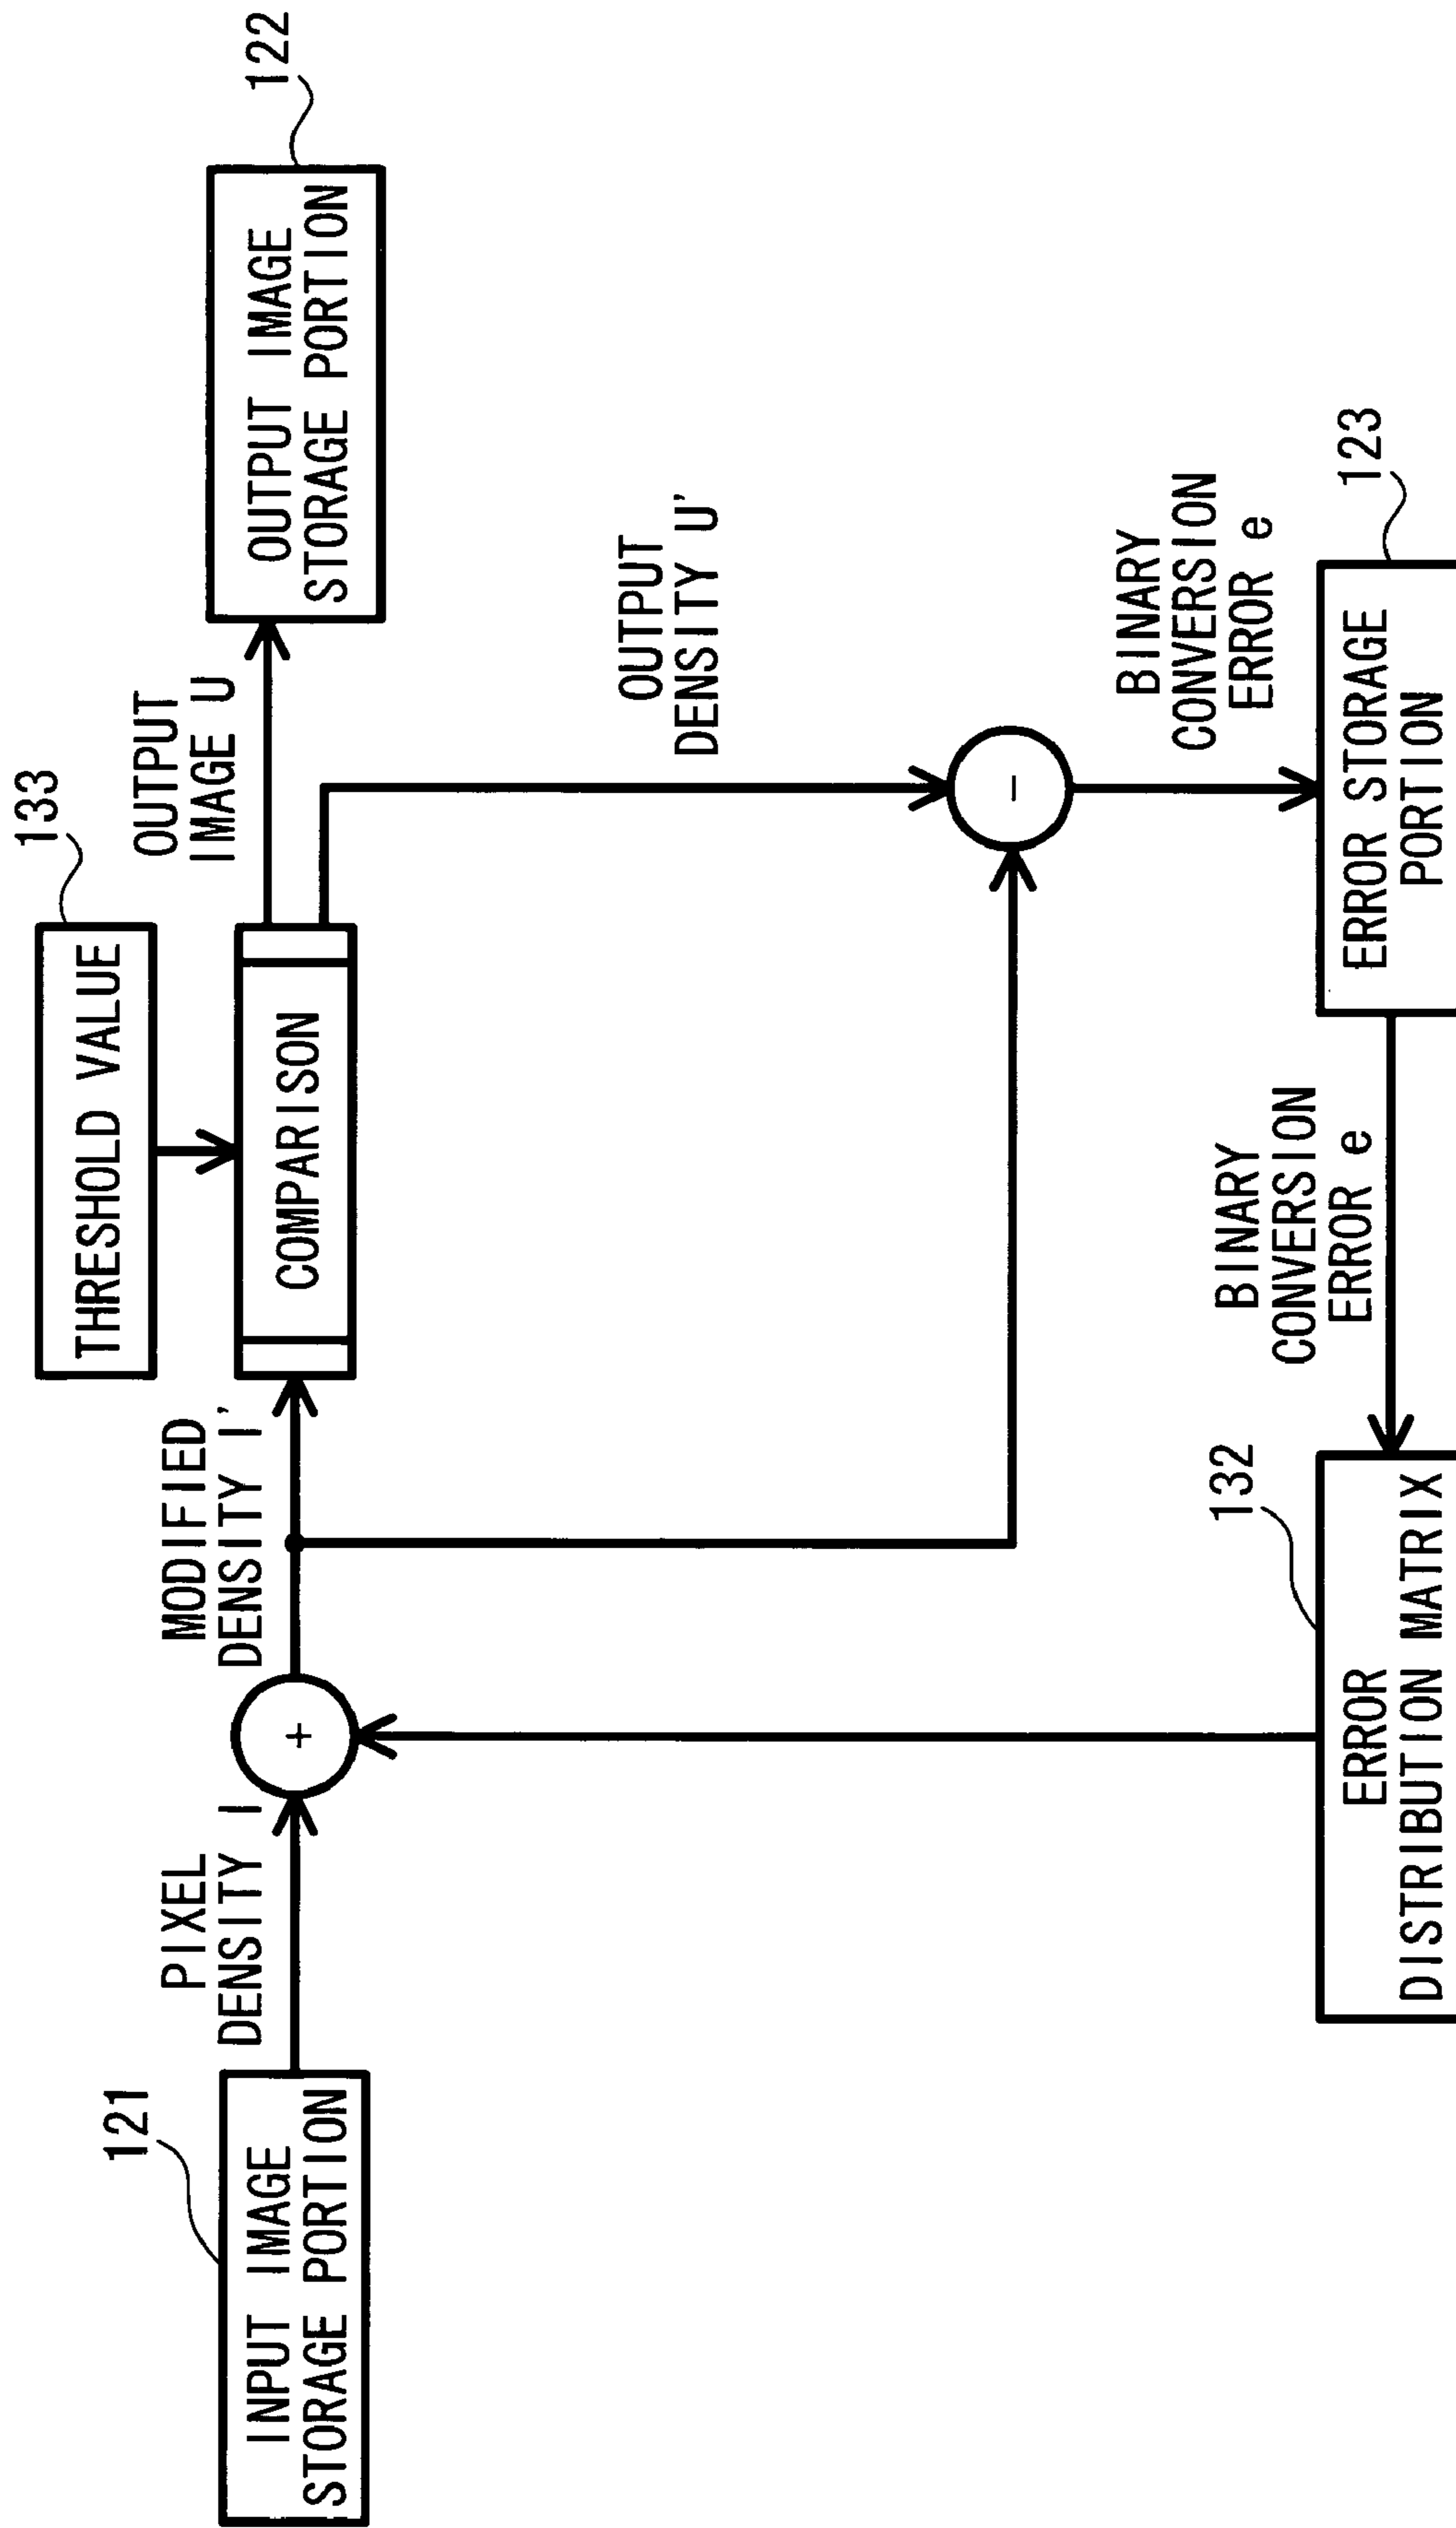 133
THRESHOLD VALUE
121
INPUT IMAGE
STORAGE PORTION
PIXEL
DENSITY I
+
MODIFIED
DENSITY I'
COMPARISON
OUTPUT
IMAGE U
122
OUTPUT IMAGE
STORAGE PORTION
OUTPUT
DENSITY U'
-
BINARY
CONVERSION
ERROR e
132
ERROR
DISTRIBUTION MATRIX
BINARY
CONVERSION
ERROR e
123
ERROR STORAGE
PORTION